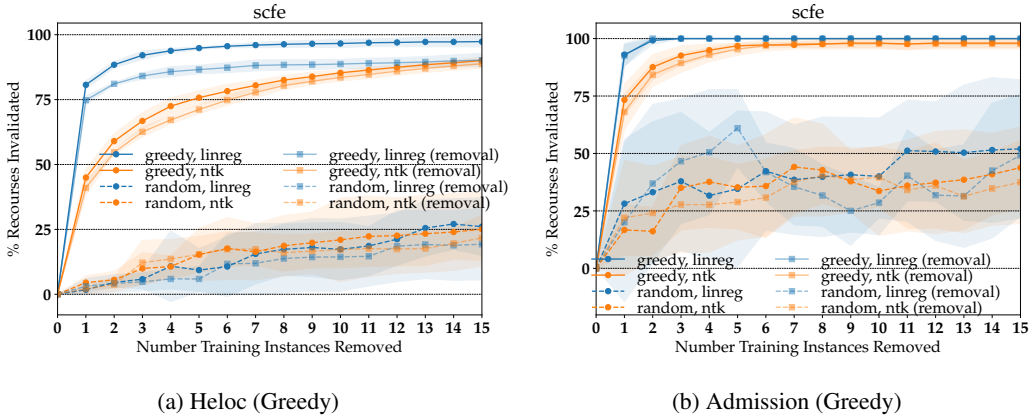 scfe
% Recourses Invalidated
100
75
50
25
0
greedy, linreg
greedy, ntk
random, linreg
random, ntk
greedy, linreg (removal)
greedy, ntk (removal)
random, linreg (removal)
random, ntk (removal)
0 1 2 3 4 5 6 7 8 9 10 11 12 13 14 15
Number Training Instances Removed
(a) Heloc (Greedy)
scfe
% Recourses Invalidated
100
75
50
25
0
greedy, linreg
greedy, ntk
random, linreg
random, ntk
greedy, linreg (removal)
greedy, ntk (removal)
random, linreg (removal)
random, ntk (removal)
0 1 2 3 4 5 6 7 8 9 10 11 12 13 14 15
Number Training Instances Removed
(b) Admission (Greedy)